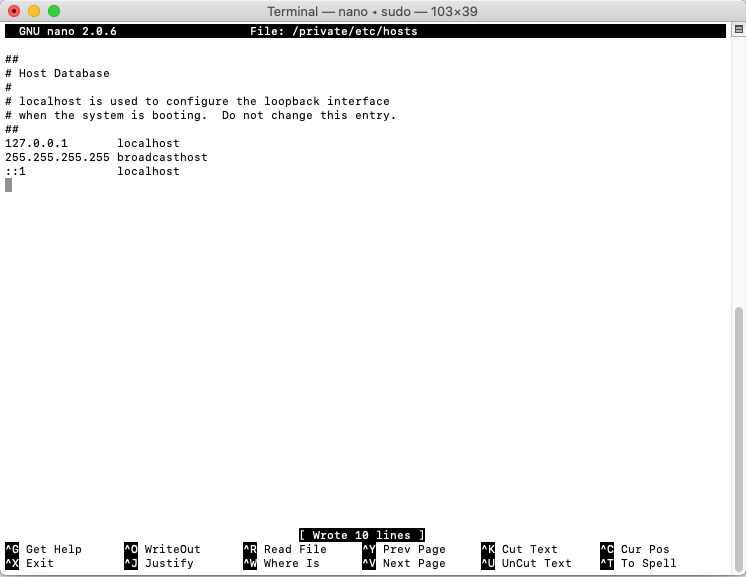 Terminal — nano ◂ sudo — 103×39
GNU nano 2.0.6 File: /private/etc/hosts
##
# Host Database
#
# localhost is used to configure the loopback interface
# when the system is booting.  Do not change this entry.
##
127.0.0.1       localhost
255.255.255.255 broadcasthost
::1             localhost
[ Wrote 10 lines ]
^G Get Help ^O WriteOut ^R Read File ^Y Prev Page ^K Cut Text ^C Cur Pos
^X Exit ^J Justify ^W Where Is ^V Next Page ^U UnCut Text ^T To Spell